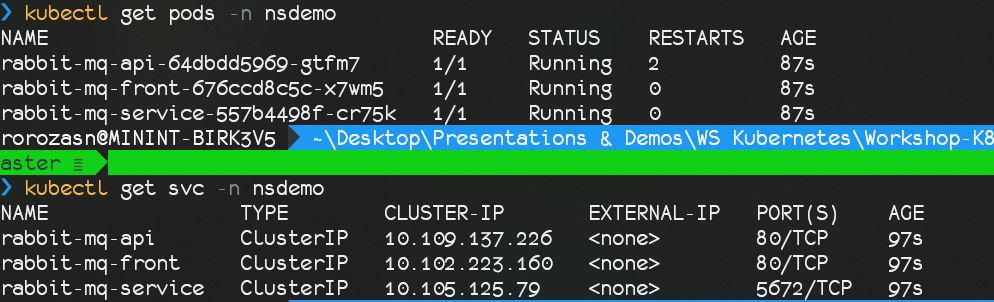 ❯ kubectl get pods -n nsdemo
NAME READY STATUS RESTARTS AGE
rabbit-mq-api-64dbdd5969-gtfm7 1/1 Running 2 87s
rabbit-mq-front-676ccd8c5c-x7wm5 1/1 Running 0 87s
rabbit-mq-service-557b4498f-cr75k 1/1 Running 0 87s
rorozasn@MININT-BIRK3V5 ~\Desktop\Presentations & Demos\WS Kubernetes\Workshop-K8
aster ≡
❯ kubectl get svc -n nsdemo
NAME TYPE CLUSTER-IP EXTERNAL-IP PORT(S) AGE
rabbit-mq-api ClusterIP 10.109.137.226 <none> 80/TCP 97s
rabbit-mq-front ClusterIP 10.102.223.160 <none> 80/TCP 97s
rabbit-mq-service ClusterIP 10.105.125.79 <none> 5672/TCP 97s